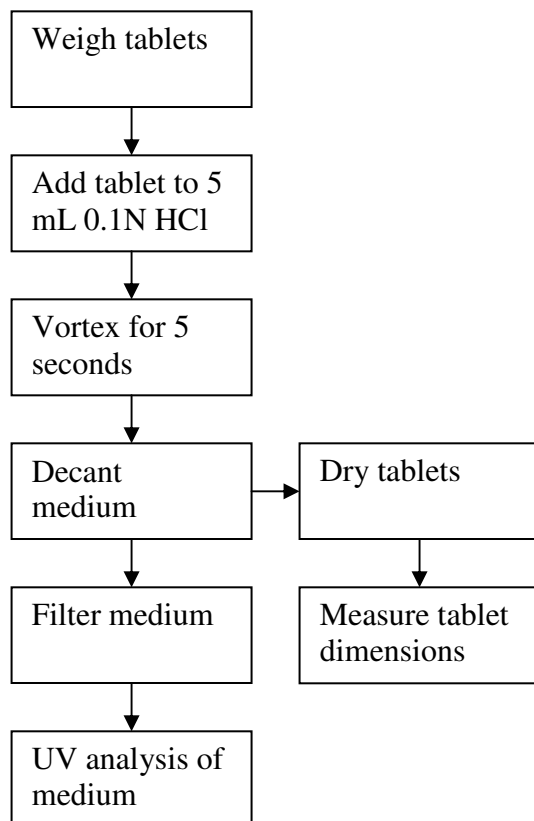 Weigh tablets
Add tablet to 5
mL 0.1N HCl
Vortex for 5
seconds
Decant
medium
Dry tablets
Filter medium
Measure tablet
dimensions
UV analysis of
medium